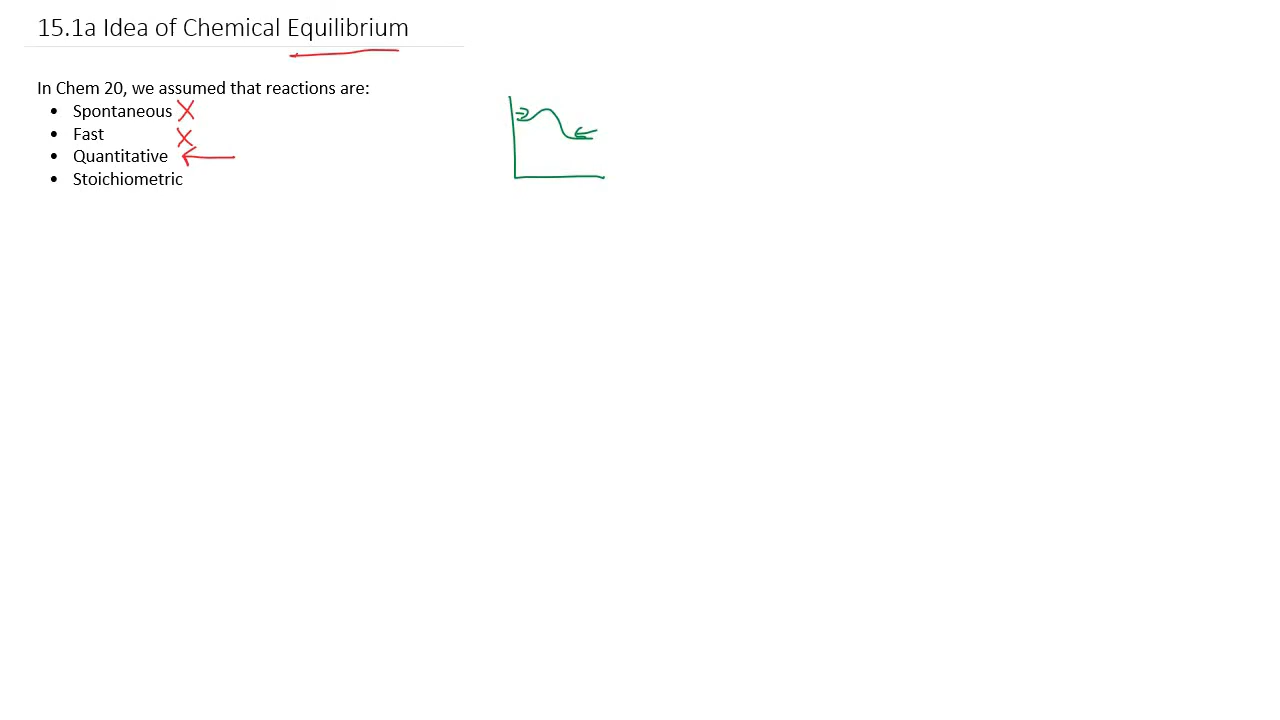 15.1a Idea of Chemical Equilibrium
In Chem 20, we assumed that reactions are:
• Spontaneous X
• Fast X
• Quantitative ←
• Stoichiometric